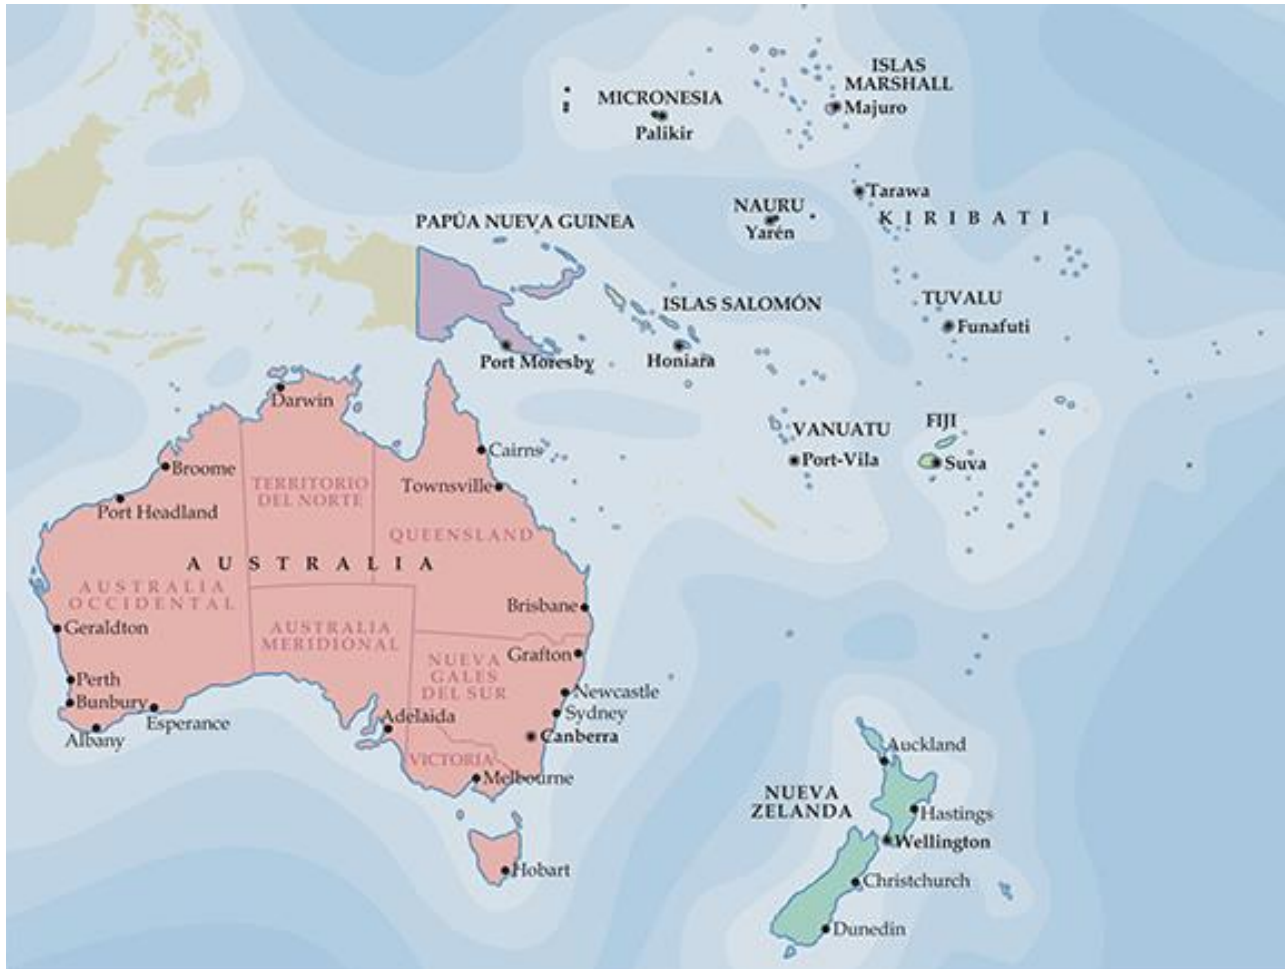 ISLAS
MARSHALL
Majuro
MICRONESIA
Palikir
Tarawa
KIRIBATI
NAURU
Yarén
PAPÚA NUEVA GUINEA
Port Moresby
ISLAS SALOMÓN
Honiara
TUVALU
Funafuti
VANUATU
Port-Vila
FIJI
Suva
Darwin
Broome
Port Headland
Cairns
Townsville
TERRITORIO
DEL NORTE
QUEENSLAND
AUSTRALIA
AUSTRALIA
OCCIDENTAL
Geraldton
Perth
Bunbury
Albany
Esperance
AUSTRALIA
MERIDIONAL
Adelaida
Brisbane
Grafton
NUEVA
GALES
DEL SUR
Newcastle
Sydney
Canberra
VICTORIA
Melbourne
Hobart
NUEVA
ZELANDA
Auckland
Hastings
Wellington
Christchurch
Dunedin